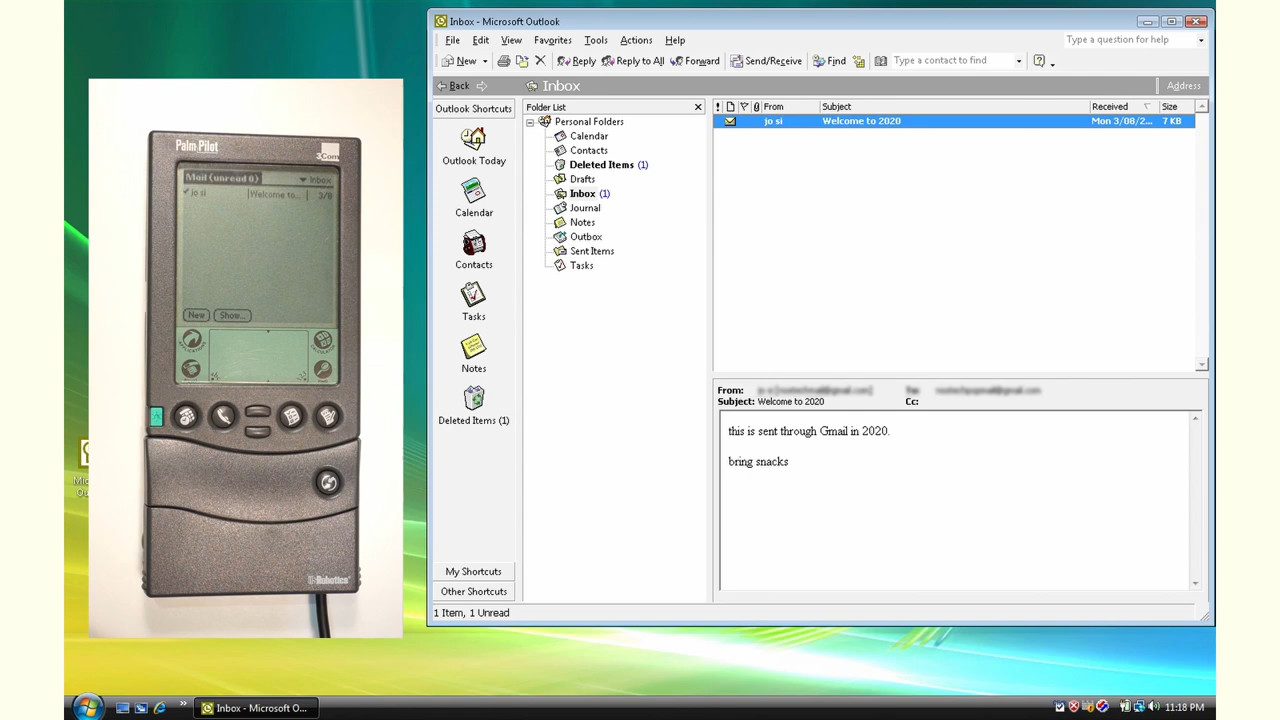 Palm Pilot
3Com
Mail (unread 0)
Inbox
jo si
Welcome to...
3/8
New
Show...
APPLICATIONS
CALCULATOR
U.S.Robotics
Inbox - Microsoft Outlook
File Edit View Favorites Tools Actions Help
Type a question for help
New Reply Reply to All Forward Send/Receive Find Type a contact to find
Back Inbox Address
Outlook Shortcuts
Outlook Today
Calendar
Contacts
Tasks
Notes
Deleted Items (1)
My Shortcuts
Other Shortcuts
Folder List
Personal Folders
Calendar
Contacts
Deleted Items (1)
Drafts
Inbox (1)
Journal
Notes
Outbox
Sent Items
Tasks
From Subject Received Size
jo si Welcome to 2020 Mon 3/08/2... 7 KB
From:
Subject: Welcome to 2020 Cc:
this is sent through Gmail in 2020.
bring snacks
1 Item, 1 Unread
Inbox - Microsoft O...
11:18 PM